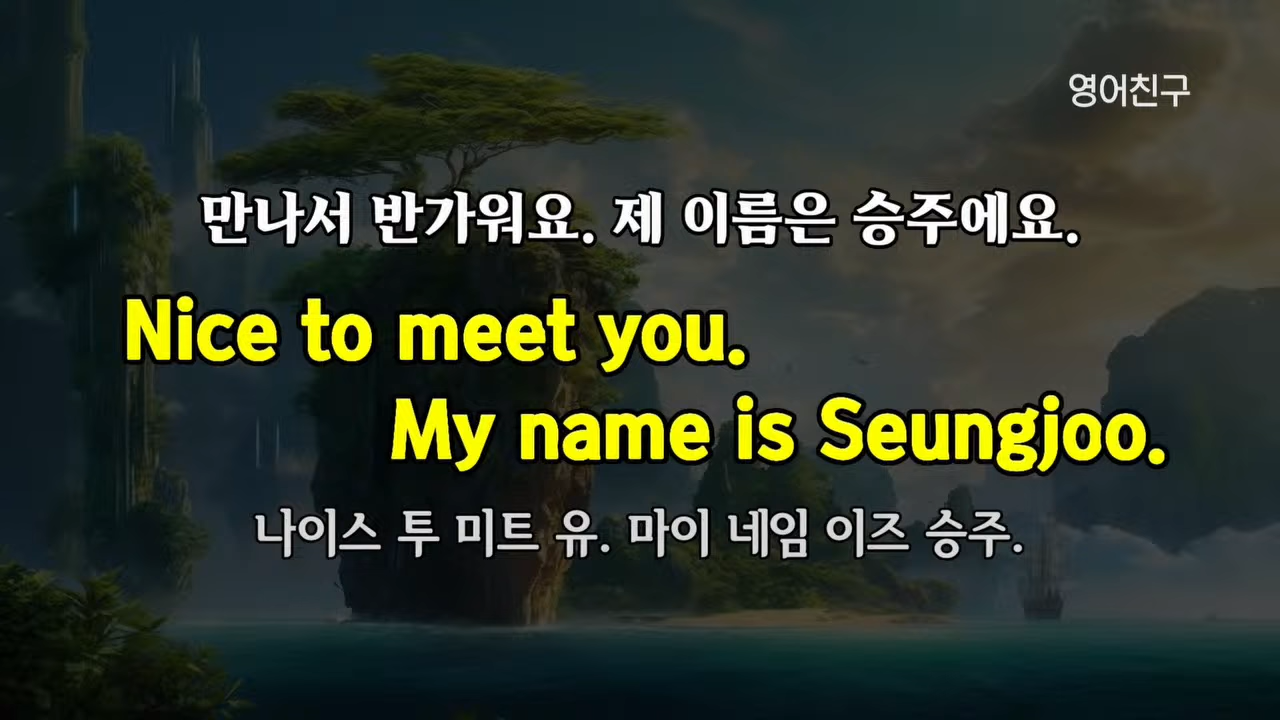 영어친구
만나서 반가워요. 제 이름은 승주에요.
Nice to meet you.
My name is Seungjoo.
나이스 투 미트 유. 마이 네임 이즈 승주.